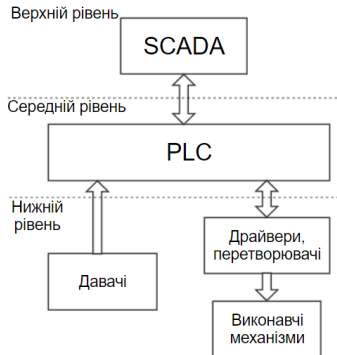 Верхній рівень
SCADA
Середній рівень
PLC
Нижній
рівень
Драйвери,
перетворювачі
Давачі
Виконавчі
механізми